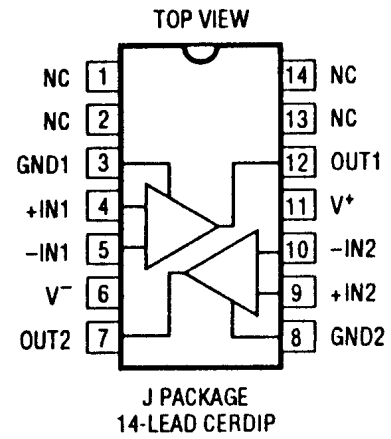 TOP VIEW
NC 1 14 NC
NC 2 13 NC
GND1 3 12 OUT1
+IN1 4 11 V⁺
−IN1 5 10 −IN2
V⁻ 6 9 +IN2
OUT2 7 8 GND2
J PACKAGE
14-LEAD CERDIP